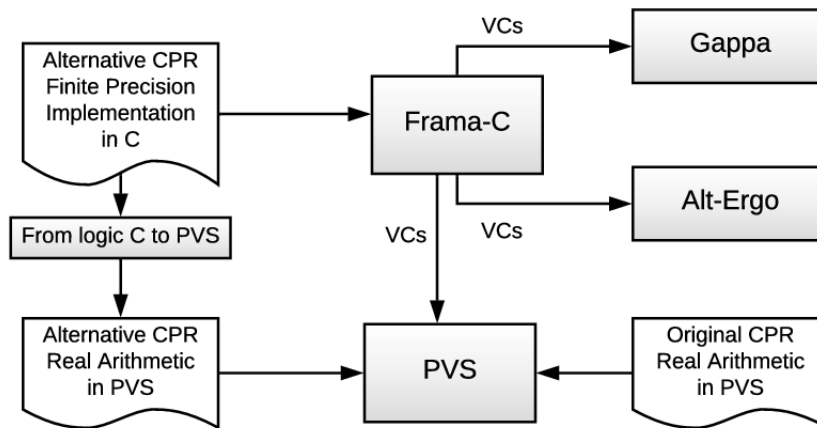 Alternative CPR
Finite Precision
Implementation
in C
VCs
Gappa
Frama-C
From logic C to PVS
VCs
VCs
Alt-Ergo
Alternative CPR
Real Arithmetic
in PVS
PVS
Original CPR
Real Arithmetic
in PVS